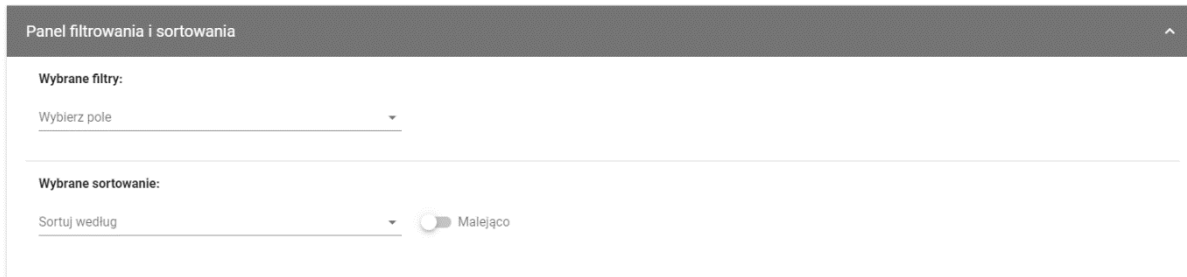 Panel filtrowania i sortowania
Wybrane filtry:
Wybierz pole
Wybrane sortowanie:
Sortuj według
Malejąco